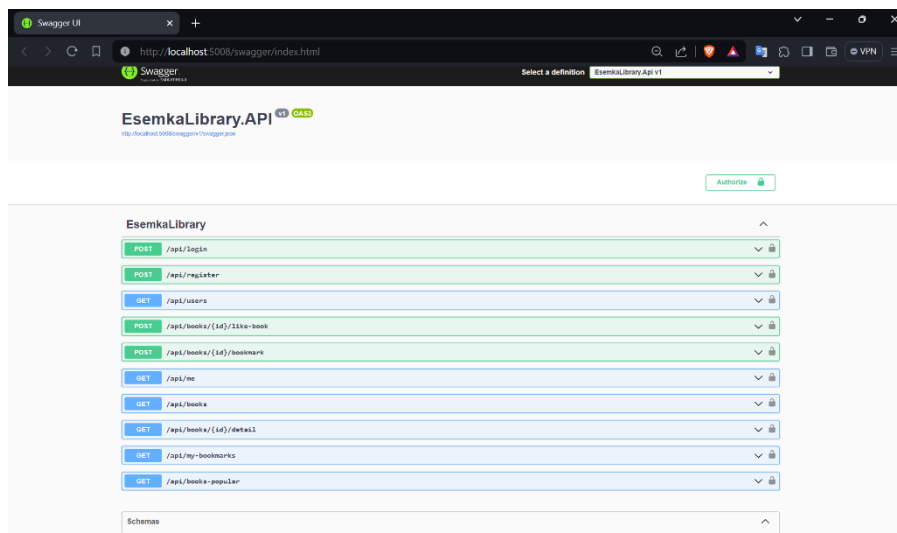 Swagger UI
http://localhost:5008/swagger/index.html
VPN
Swagger
Select a definition EsemkaLibrary.Api v1
EsemkaLibrary.API v1 OAS3
http://localhost:5008/swagger/v1/swagger.json
Authorize
EsemkaLibrary
POST /api/login
POST /api/register
GET /api/users
POST /api/books/{id}/like-book
POST /api/books/{id}/bookmark
GET /api/me
GET /api/books
GET /api/books/{id}/detail
GET /api/my-bookmarks
GET /api/books-popular
Schemas